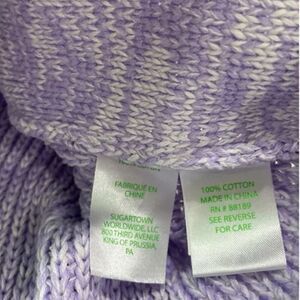 FABRIQUÉ EN
CHINE
SUGARTOWN
WORLDWIDE, LLC
800 THIRD AVENUE
KING OF PRUSSIA,
PA
100% COTTON
MADE IN CHINA
RN # 88189
SEE REVERSE
FOR CARE